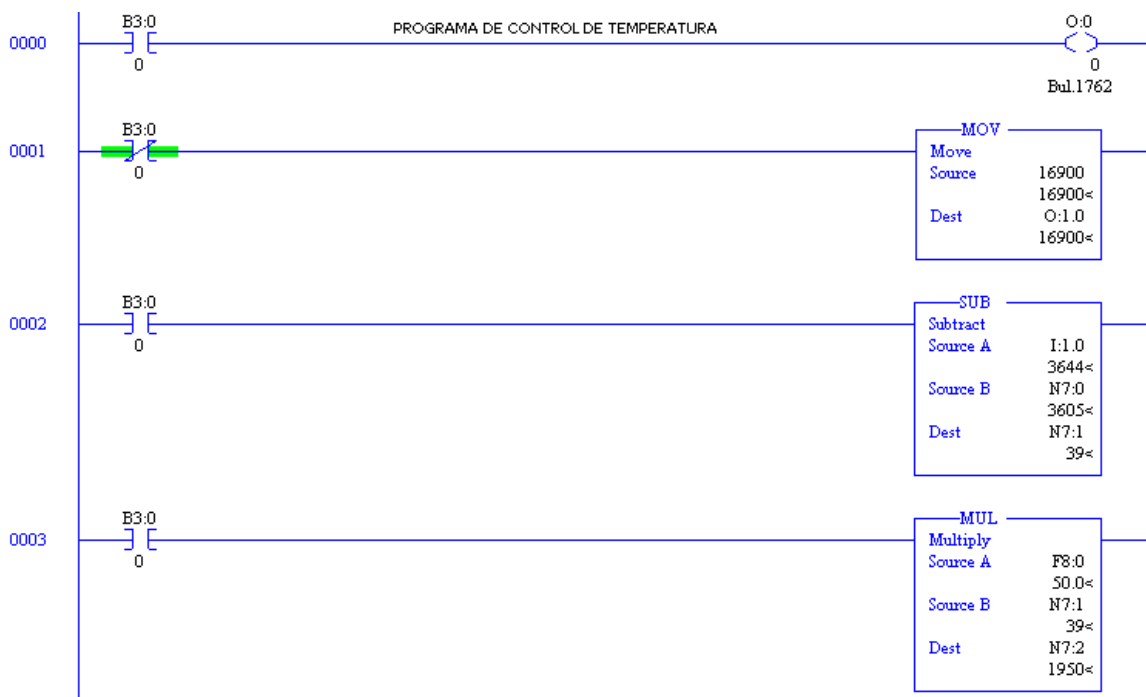 B3:0
PROGRAMA DE CONTROL DE TEMPERATURA
O:0
0000
0
0
Bul.1762
B3:0
MOV
0001
Move
0
Source 16900
16900<
Dest O:1.0
16900<
B3:0
SUB
0002
Subtract
0
Source A I:1.0
3644<
Source B N7:0
3605<
Dest N7:1
39<
B3:0
MUL
0003
Multiply
0
Source A F8:0
50.0<
Source B N7:1
39<
Dest N7:2
1950<